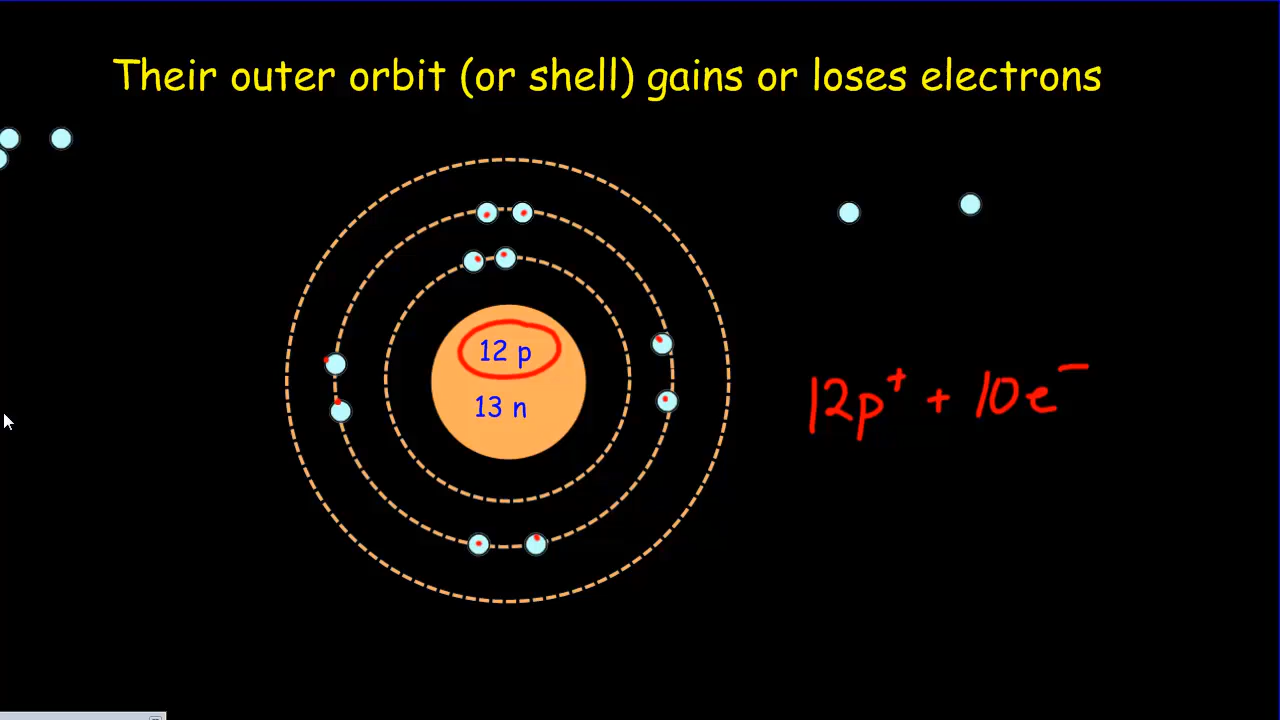 Their outer orbit (or shell) gains or loses electrons
12 p
13 n
12p⁺ + 10e⁻